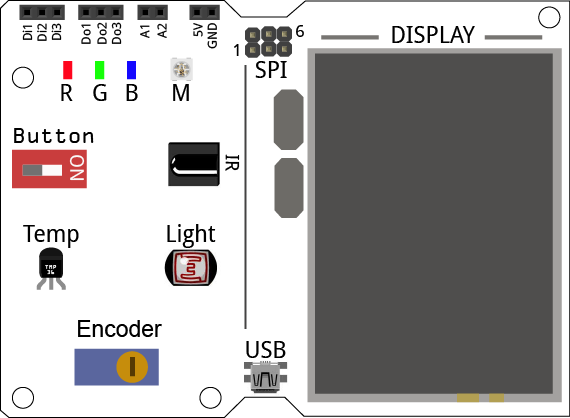 Di1 Di2 Di3 Do1 Do2 Do3 A1 A2 5V GND
1 6
SPI
DISPLAY
R G B M
Button
ON
IR
Temp
TMP
36
Light
Encoder
USB